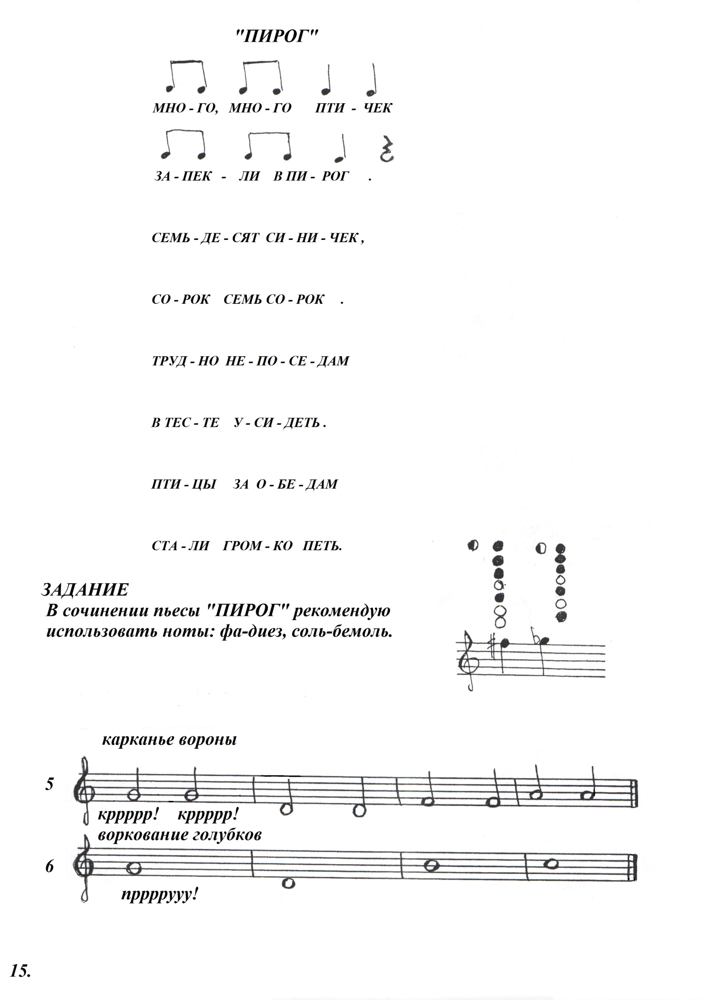 "ПИРОГ"
МНО - ГО, МНО - ГО ПТИ - ЧЕК
ЗА - ПЕК - ЛИ В ПИ - РОГ .
СЕМЬ - ДЕ - СЯТ СИ - НИ - ЧЕК ,
СО - РОК СЕМЬ СО - РОК .
ТРУД - НО НЕ - ПО - СЕ - ДАМ
В ТЕС - ТЕ У - СИ - ДЕТЬ .
ПТИ - ЦЫ ЗА О - БЕ - ДАМ
СТА - ЛИ ГРОМ - КО ПЕТЬ.
ЗАДАНИЕ
В сочинении пьесы "ПИРОГ" рекомендую
использовать ноты: фа-диез, соль-бемоль.
карканье вороны
5
кррррр! кррррр!
воркование голубков
6
прррруuу!
15.